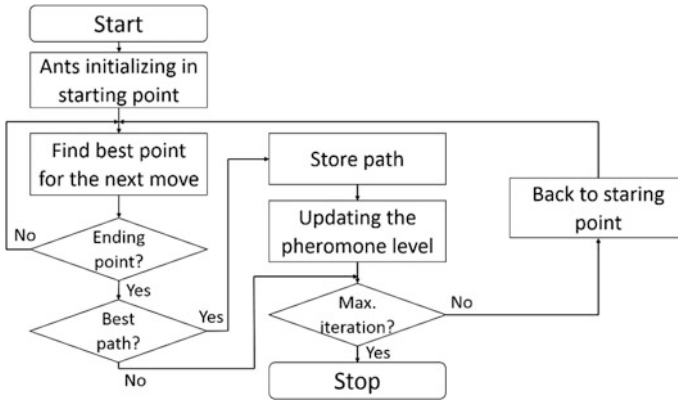 Start
Ants initializing in
starting point
Find best point
for the next move
No
Ending
point?
Yes
Best
path?
Yes
No
Store path
Updating the
pheromone level
Max.
iteration?
No
Yes
Stop
Back to staring
point